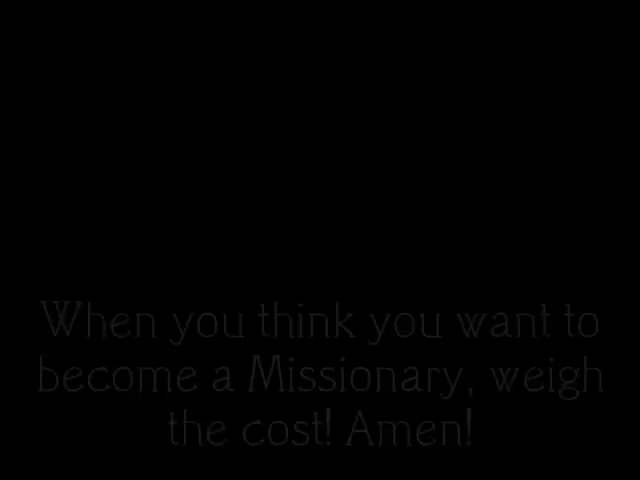 When you think you want to
become a Missionary, weigh
the cost! Amen!